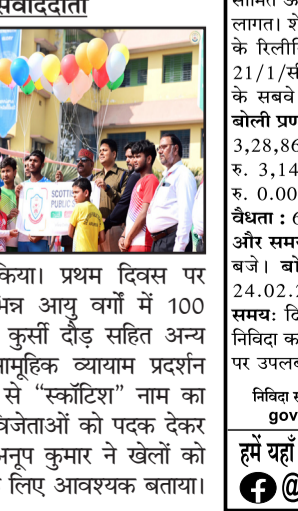 संवाददाता
SCOTTISH
PUBLIC
किया। प्रथम दिवस पर
आयु वर्गों में 100
कुर्सी दौड़ सहित अन्य
व्यायाम प्रदर्शन
से “स्कॉटिश” नाम का
को पदक देकर
कुमार ने खेलों को
लिए आवश्यक बताया।
लागत। शे
के रिलीि
21/1/सी
के सबवे
बोली प्रण
3,28,86
रु. 3,14
रु. 0.00
वैधता : 6
और समय
बजे। बो
24.02.2
समय: दि
निविदा क
पर उपलब
निविदा स
gov
हमें यहाँ
@